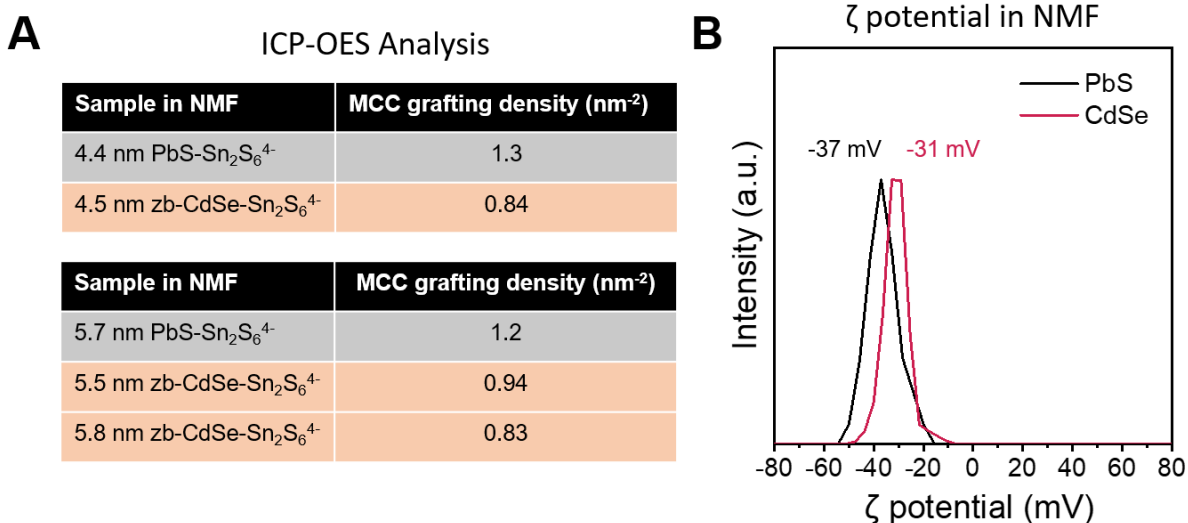 A
ICP-OES Analysis
Sample in NMF MCC grafting density (nm⁻²)
4.4 nm PbS-Sn₂S₆⁴⁻ 1.3
4.5 nm zb-CdSe-Sn₂S₆⁴⁻ 0.84
Sample in NMF MCC grafting density (nm⁻²)
5.7 nm PbS-Sn₂S₆⁴⁻ 1.2
5.5 nm zb-CdSe-Sn₂S₆⁴⁻ 0.94
5.8 nm zb-CdSe-Sn₂S₆⁴⁻ 0.83
B
ζ potential in NMF
PbS
CdSe
-37 mV -31 mV
Intensity (a.u.)
-80 -60 -40 -20 0 20 40 60 80
ζ potential (mV)